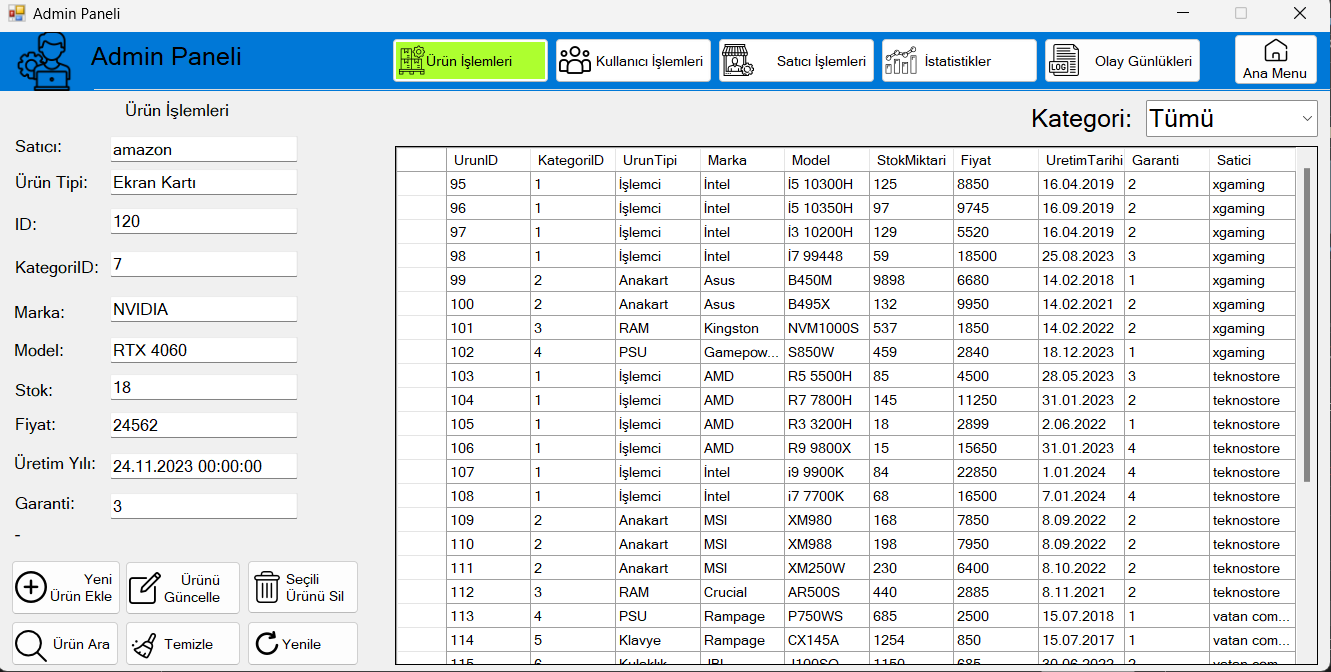 Admin Paneli
Admin Paneli
Ürün İşlemleri
Kullanıcı İşlemleri
Satıcı İşlemleri
İstatistikler
LOG
Olay Günlükleri
Ana Menu
Ürün İşlemleri
Kategori: Tümü
Satıcı: amazon
Ürün Tipi: Ekran Kartı
ID: 120
KategoriID: 7
Marka: NVIDIA
Model: RTX 4060
Stok: 18
Fiyat: 24562
Üretim Yılı: 24.11.2023 00:00:00
Garanti: 3
-
Yeni
Ürün Ekle
Ürünü
Güncelle
Seçili
Ürünü Sil
Ürün Ara
Temizle
Yenile
UrunID KategoriID UrunTipi Marka Model StokMiktari Fiyat UretimTarihi Garanti Satici
95 1 İşlemci İntel İ5 10300H 125 8850 16.04.2019 2 xgaming
96 1 İşlemci İntel İ5 10350H 97 9745 16.09.2019 2 xgaming
97 1 İşlemci İntel İ3 10200H 129 5520 16.04.2019 2 xgaming
98 1 İşlemci İntel İ7 99448 59 18500 25.08.2023 3 xgaming
99 2 Anakart Asus B450M 9898 6680 14.02.2018 1 xgaming
100 2 Anakart Asus B495X 132 9950 14.02.2021 2 xgaming
101 3 RAM Kingston NVM1000S 537 1850 14.02.2022 2 xgaming
102 4 PSU Gamepow... S850W 459 2840 18.12.2023 1 xgaming
103 1 İşlemci AMD R5 5500H 85 4500 28.05.2023 3 teknostore
104 1 İşlemci AMD R7 7800H 145 11250 31.01.2023 2 teknostore
105 1 İşlemci AMD R3 3200H 18 2899 2.06.2022 1 teknostore
106 1 İşlemci AMD R9 9800X 15 15650 31.01.2023 4 teknostore
107 1 İşlemci İntel i9 9900K 84 22850 1.01.2024 4 teknostore
108 1 İşlemci İntel i7 7700K 68 16500 7.01.2024 4 teknostore
109 2 Anakart MSI XM980 168 7850 8.09.2022 2 teknostore
110 2 Anakart MSI XM988 198 7950 8.09.2022 2 teknostore
111 2 Anakart MSI XM250W 230 6400 8.10.2022 2 teknostore
112 3 RAM Crucial AR500S 440 2885 8.11.2021 2 teknostore
113 4 PSU Rampage P750WS 685 2500 15.07.2018 1 vatan com...
114 5 Klavye Rampage CX145A 1254 850 15.07.2017 1 vatan com...
115 6 Kulaklık JBL 1150 685 30.06.2022 2 vatan com...